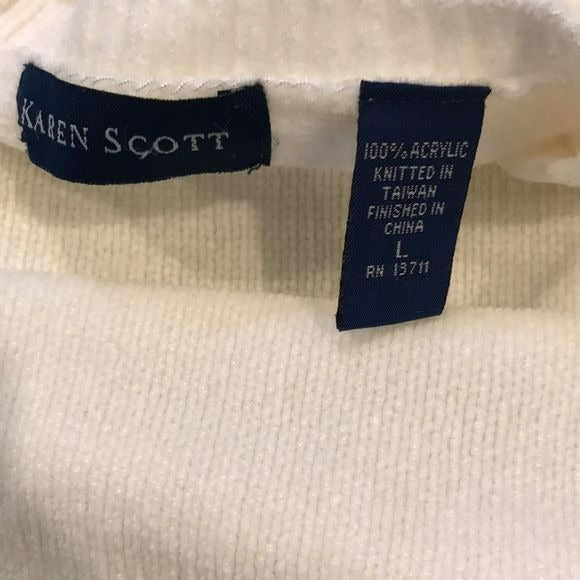 KAREN SCOTT
100% ACRYLIC
KNITTED IN
TAIWAN
FINISHED IN
CHINA
L
RN 13711